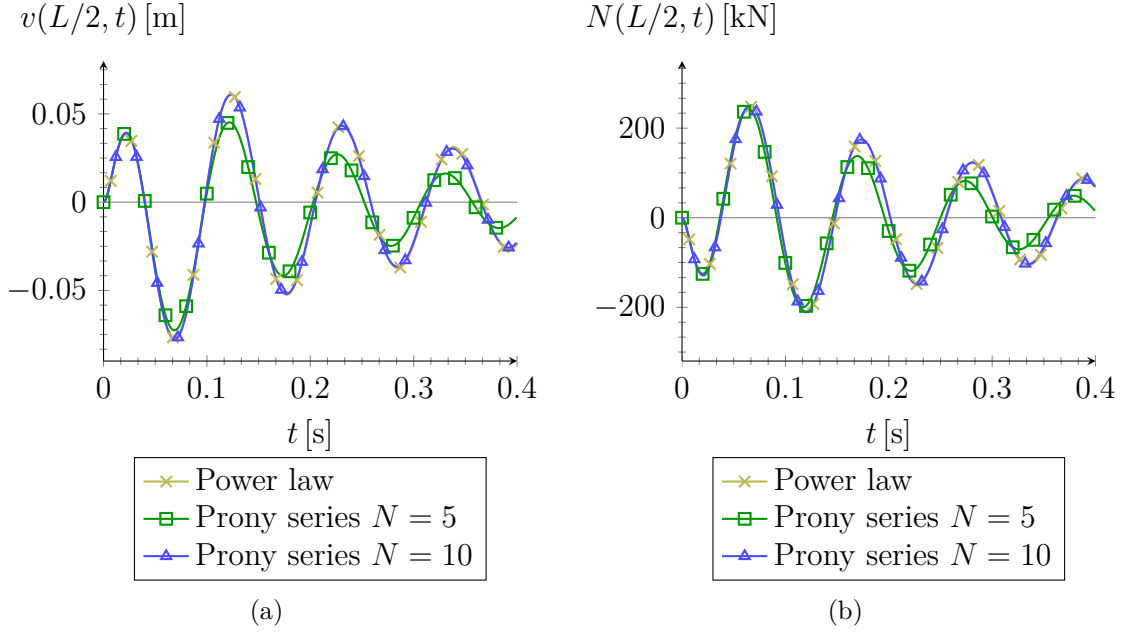 v(L/2, t) [m]
0.05
0
−0.05
0 0.1 0.2 0.3 0.4
t [s]
Power law
Prony series N = 5
Prony series N = 10
(a)
N(L/2, t) [kN]
200
0
−200
0 0.1 0.2 0.3 0.4
t [s]
Power law
Prony series N = 5
Prony series N = 10
(b)